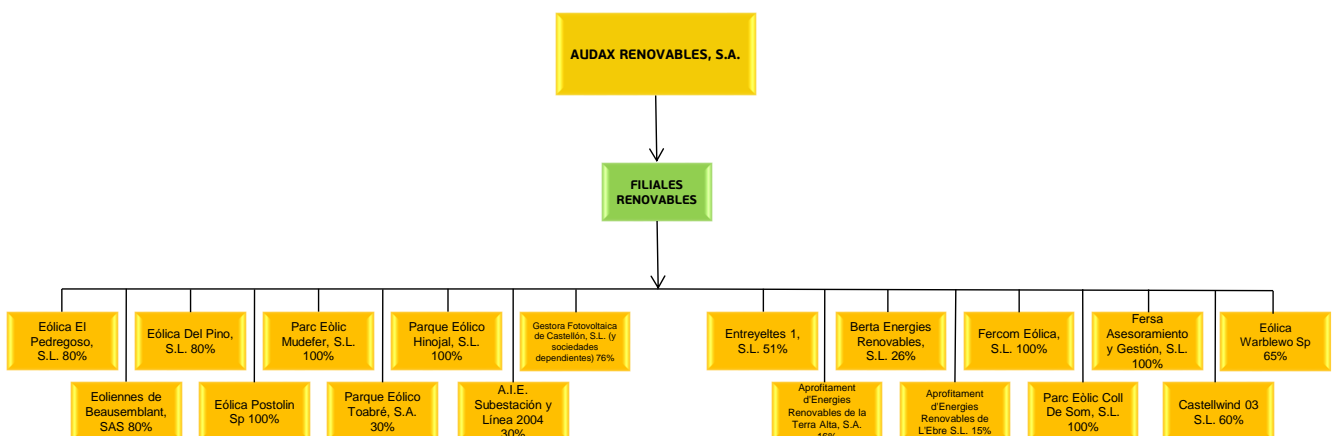 AUDAX RENOVABLES, S.A.
FILIALES
RENOVABLES
Eólica El
Pedregoso,
S.L. 80%
Eólica Del Pino,
S.L. 80%
Parc Eòlic
Mudefer, S.L.
100%
Parque Eólico
Hinojal, S.L.
100%
Gestora Fotovoltaica
de Castellón, S.L. (y
sociedades
dependientes) 76%
Entreyeltes 1,
S.L. 51%
Berta Energies
Renovables,
S.L. 26%
Fercom Eólica,
S.L. 100%
Fersa
Asesoramiento
y Gestión, S.L.
100%
Eólica
Warblewo Sp
65%
Eoliennes de
Beausemblant,
SAS 80%
Eólica Postolin
Sp 100%
Parque Eólico
Toabré, S.A.
30%
A.I.E.
Subestación y
Línea 2004
30%
Aprofitament
d'Energies
Renovables de la
Terra Alta, S.A.
Aprofitament
d'Energies
Renovables de
L'Ebre S.L. 15%
Parc Eòlic Coll
De Som, S.L.
100%
Castellwind 03
S.L. 60%